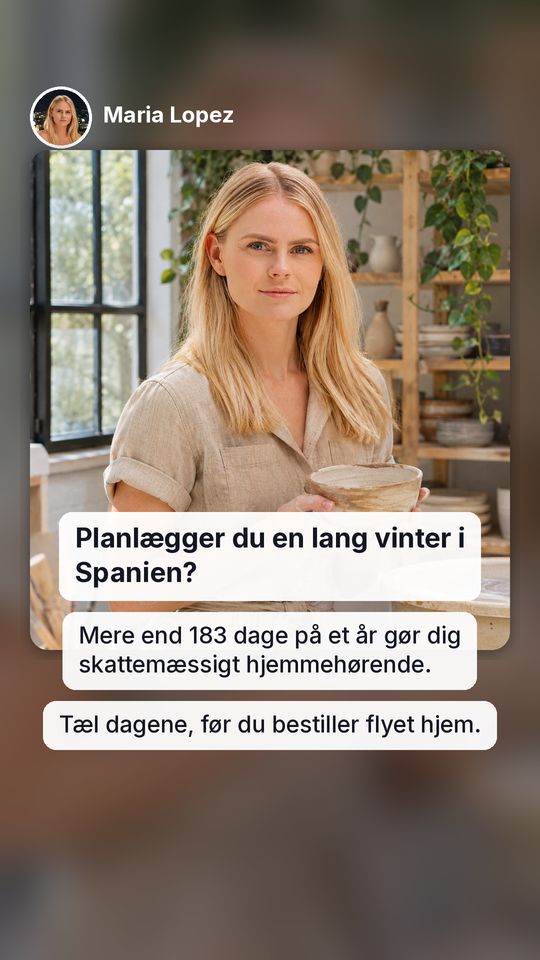 Maria Lopez
Planlægger du en lang vinter i
Spanien?
Mere end 183 dage på et år gør dig
skattemæssigt hjemmehørende.
Tæl dagene, før du bestiller flyet hjem.